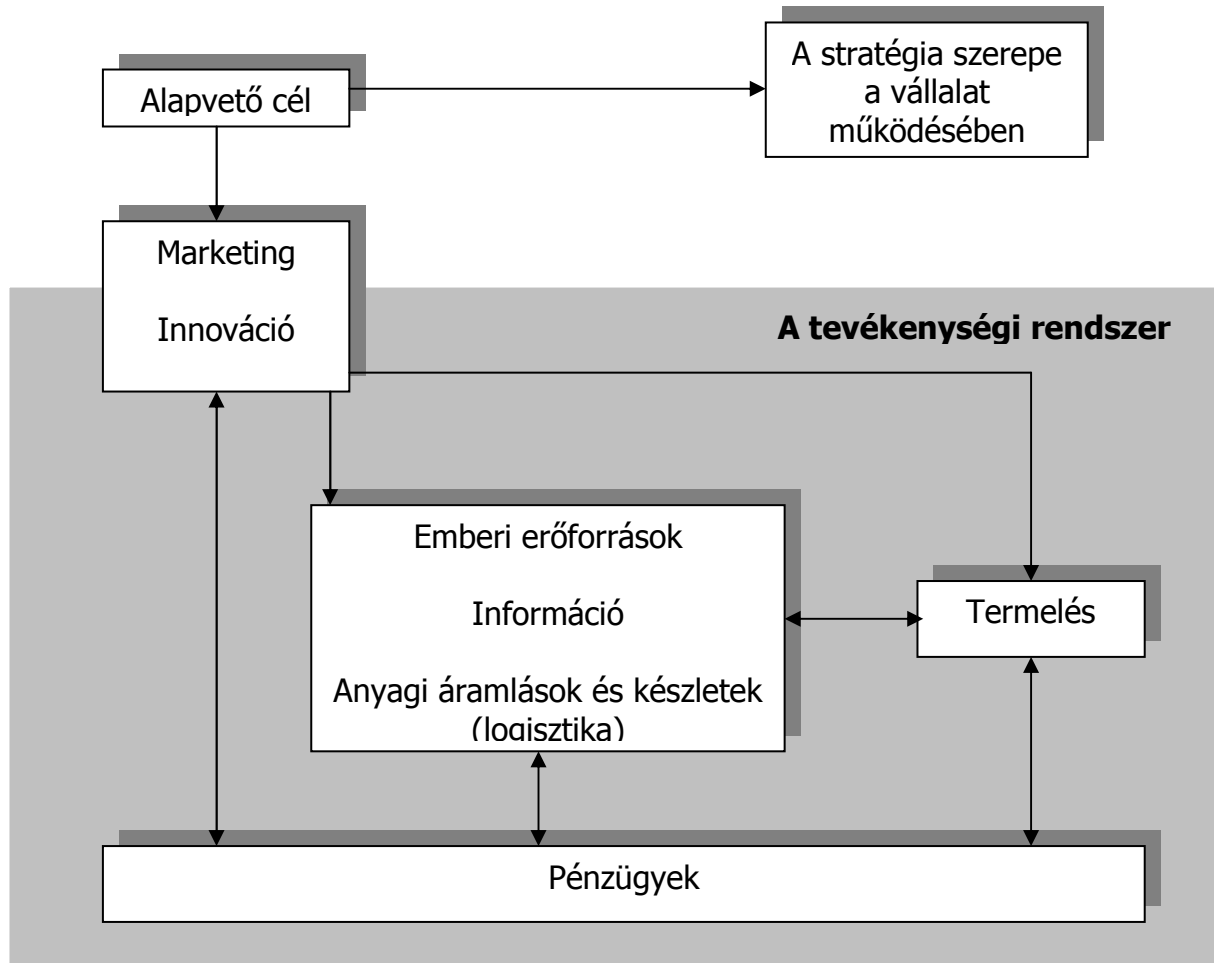 Alapvető cél
A stratégia szerepe
a vállalat
működésében
Marketing
Innováció
A tevékenységi rendszer
Emberi erőforrások
Információ
Anyagi áramlások és készletek
(logisztika)
Termelés
Pénzügyek